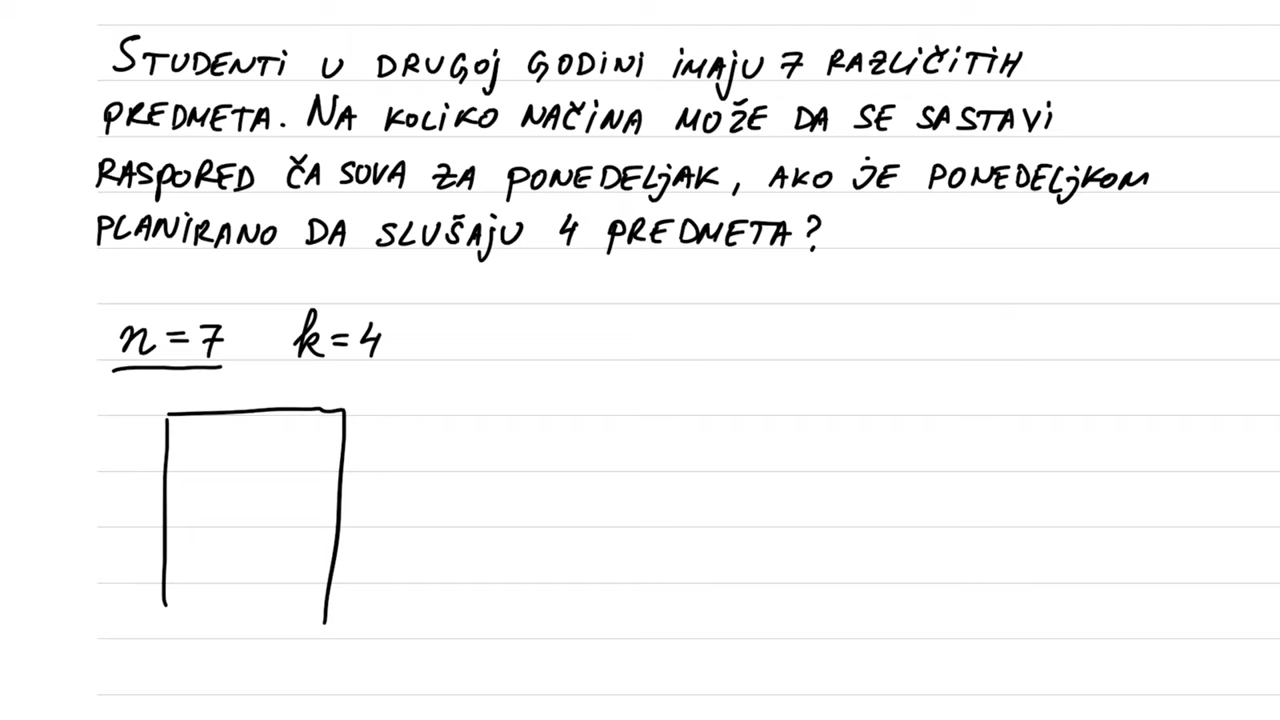 STUDENTI U DRUGOJ GODINI IMAJU 7 RAZLIČITIH
PREDMETA. NA KOLIKO NAČINA MOŽE DA SE SASTAVI
RASPORED ČASOVA ZA PONEDELJAK, AKO JE PONEDELJKOM
PLANIRANO DA SLUŠAJU 4 PREDMETA?
n=7 k=4